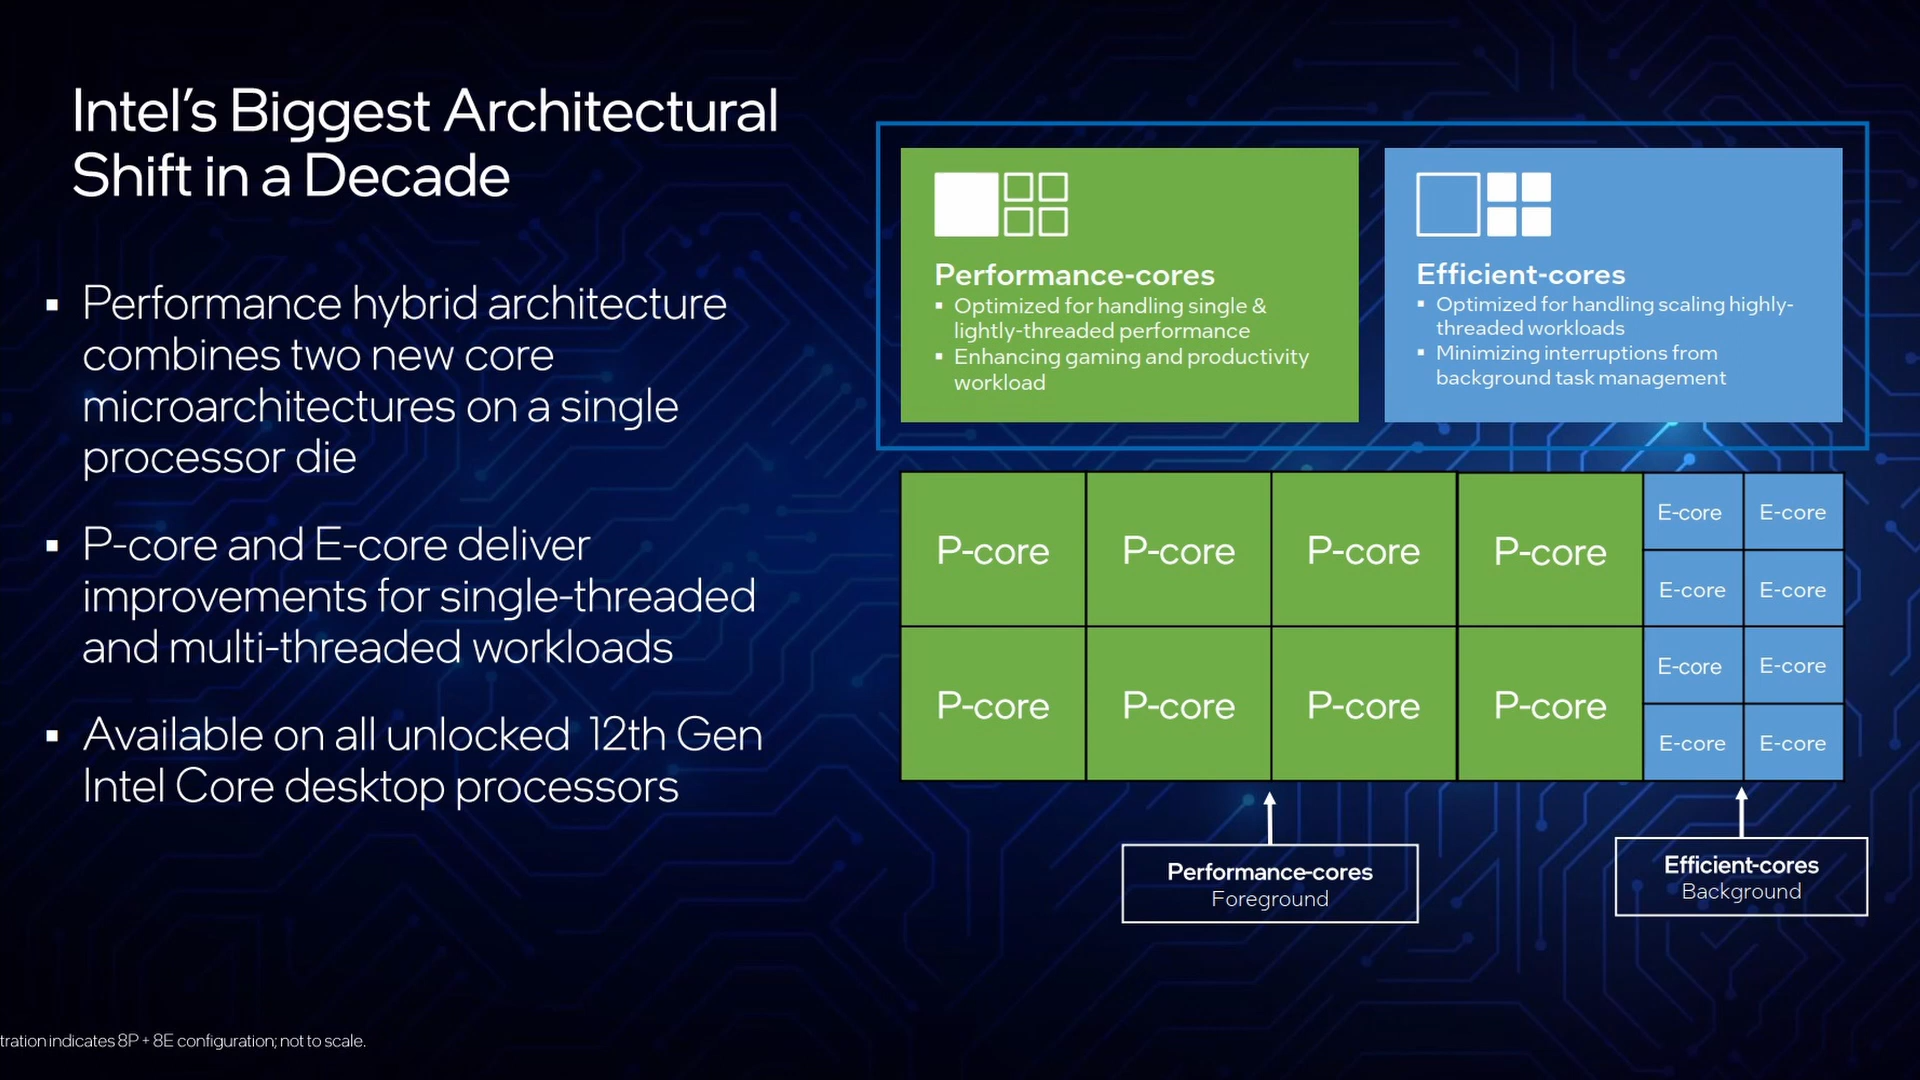 Intel’s Biggest Architectural
Shift in a Decade
▪ Performance hybrid architecture
combines two new core
microarchitectures on a single
processor die
▪ P-core and E-core deliver
improvements for single-threaded
and multi-threaded workloads
▪ Available on all unlocked 12th Gen
Intel Core desktop processors
Performance-cores
▪ Optimized for handling single &
lightly-threaded performance
▪ Enhancing gaming and productivity
workload
Efficient-cores
▪ Optimized for handling scaling highly-
threaded workloads
▪ Minimizing interruptions from
background task management
P-core P-core P-core P-core E-core E-core
E-core E-core
P-core P-core P-core P-core E-core E-core
E-core E-core
Performance-cores
Foreground
Efficient-cores
Background
tration indicates 8P + 8E configuration; not to scale.